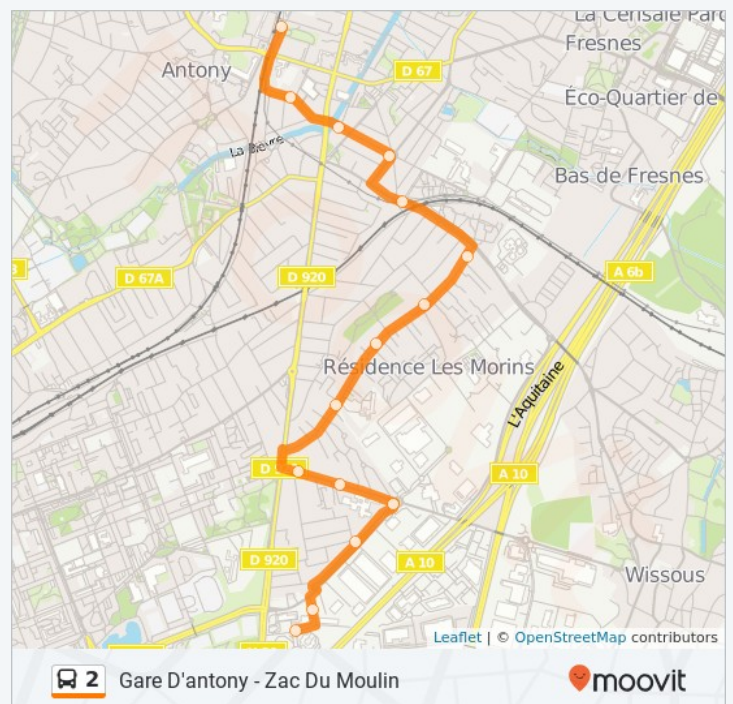 La Cerisaie Parc
Fresnes
Antony
D 67
Éco-Quartier de
La Bièvre
Bas de Fresnes
D 67A
D 920
A 6b
Résidence Les Morins
L'Aquitaine
A 10
D 920
A 10
Wissous
Leaflet | © OpenStreetMap contributors
2 Gare D'antony - Zac Du Moulin
moovit